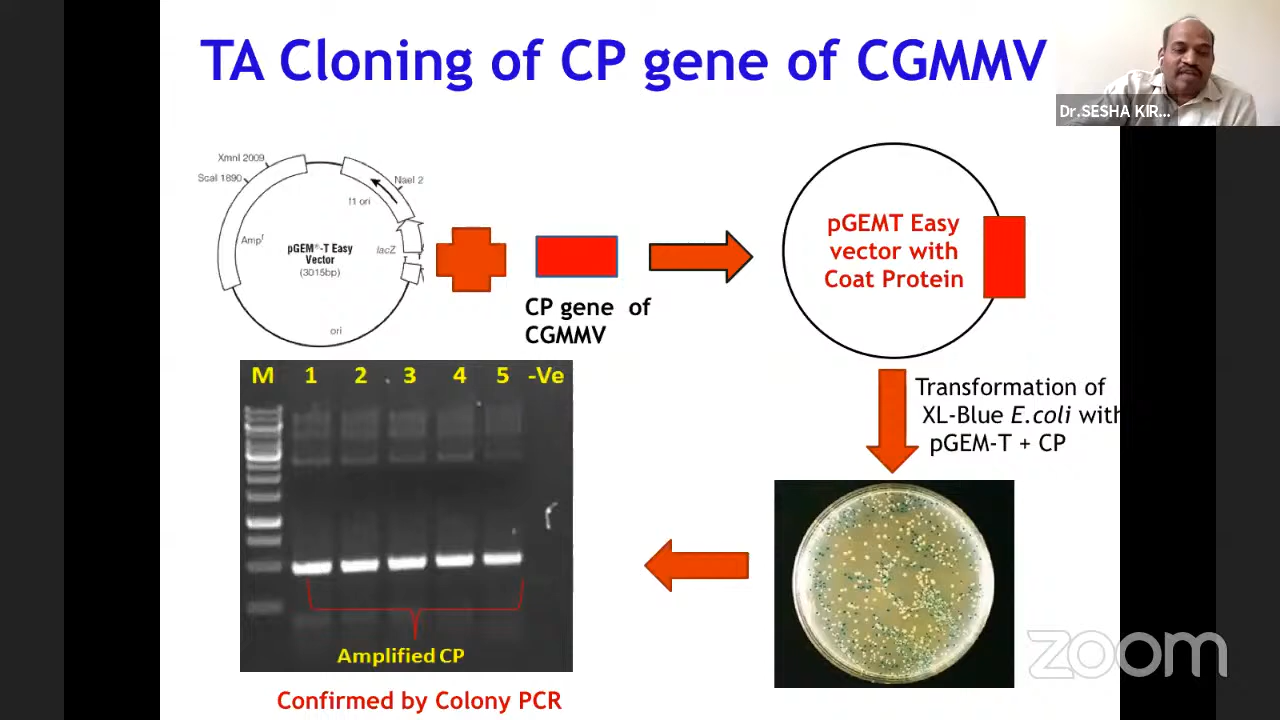 TA Cloning of CP gene of CGMMV
Dr.SESHA KIR...
XmnI 2009
ScaI 1890
NaeI 2
f1 ori
Ampʳ
pGEM®-T Easy
Vector
(3015bp)
lacZ
ori
CP gene of
CGMMV
pGEMT Easy
vector with
Coat Protein
Transformation of
XL-Blue E.coli with
pGEM-T + CP
M 1 2 3 4 5 -Ve
Amplified CP
Confirmed by Colony PCR
zoom